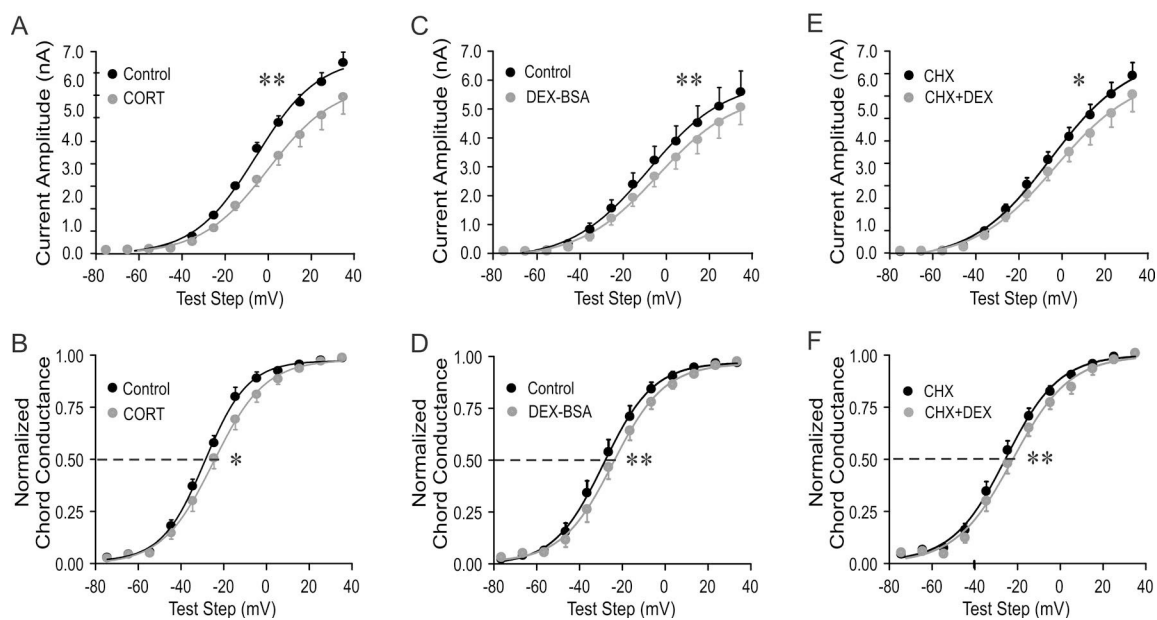 A
Current Amplitude (nA)
7.0
6.0
5.0
4.0
3.0
2.0
1.0
0.0
Control
CORT
**
-80 -60 -40 -20 0 20 40
Test Step (mV)
C
Current Amplitude (nA)
7.0
6.0
5.0
4.0
3.0
2.0
1.0
0.0
Control
DEX-BSA
**
-80 -60 -40 -20 0 20 40
Test Step (mV)
E
Current Amplitude (nA)
7.0
6.0
5.0
4.0
3.0
2.0
1.0
0.0
CHX
CHX+DEX
*
-80 -60 -40 -20 0 20 40
Test Step (mV)
B
Normalized
Chord Conductance
1.00
0.75
0.50
0.25
0.00
Control
CORT
*
-80 -60 -40 -20 0 20 40
Test Step (mV)
D
Normalized
Chord Conductance
1.00
0.75
0.50
0.25
0.00
Control
DEX-BSA
**
-80 -60 -40 -20 0 20 40
Test Step (mV)
F
Normalized
Chord Conductance
1.00
0.75
0.50
0.25
0.00
CHX
CHX+DEX
**
-80 -60 -40 -20 0 20 40
Test Step (mV)